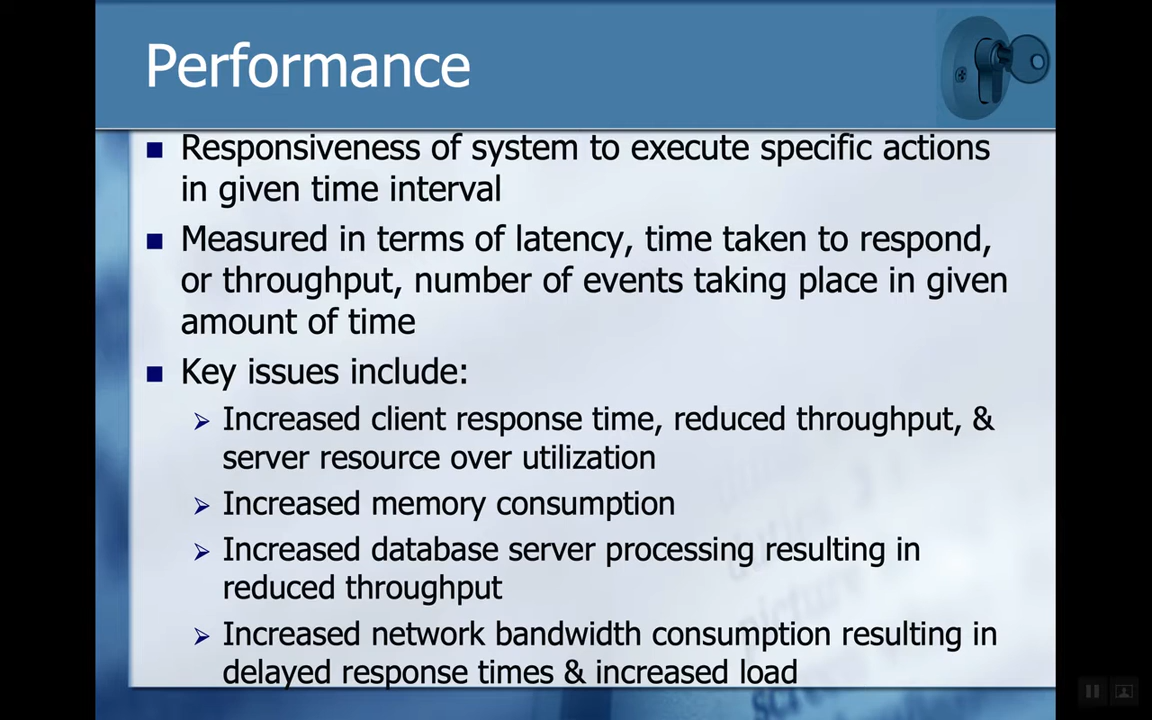 Performance
Responsiveness of system to execute specific actions
in given time interval
Measured in terms of latency, time taken to respond,
or throughput, number of events taking place in given
amount of time
Key issues include:
Increased client response time, reduced throughput, &
server resource over utilization
Increased memory consumption
Increased database server processing resulting in
reduced throughput
Increased network bandwidth consumption resulting in
delayed response times & increased load